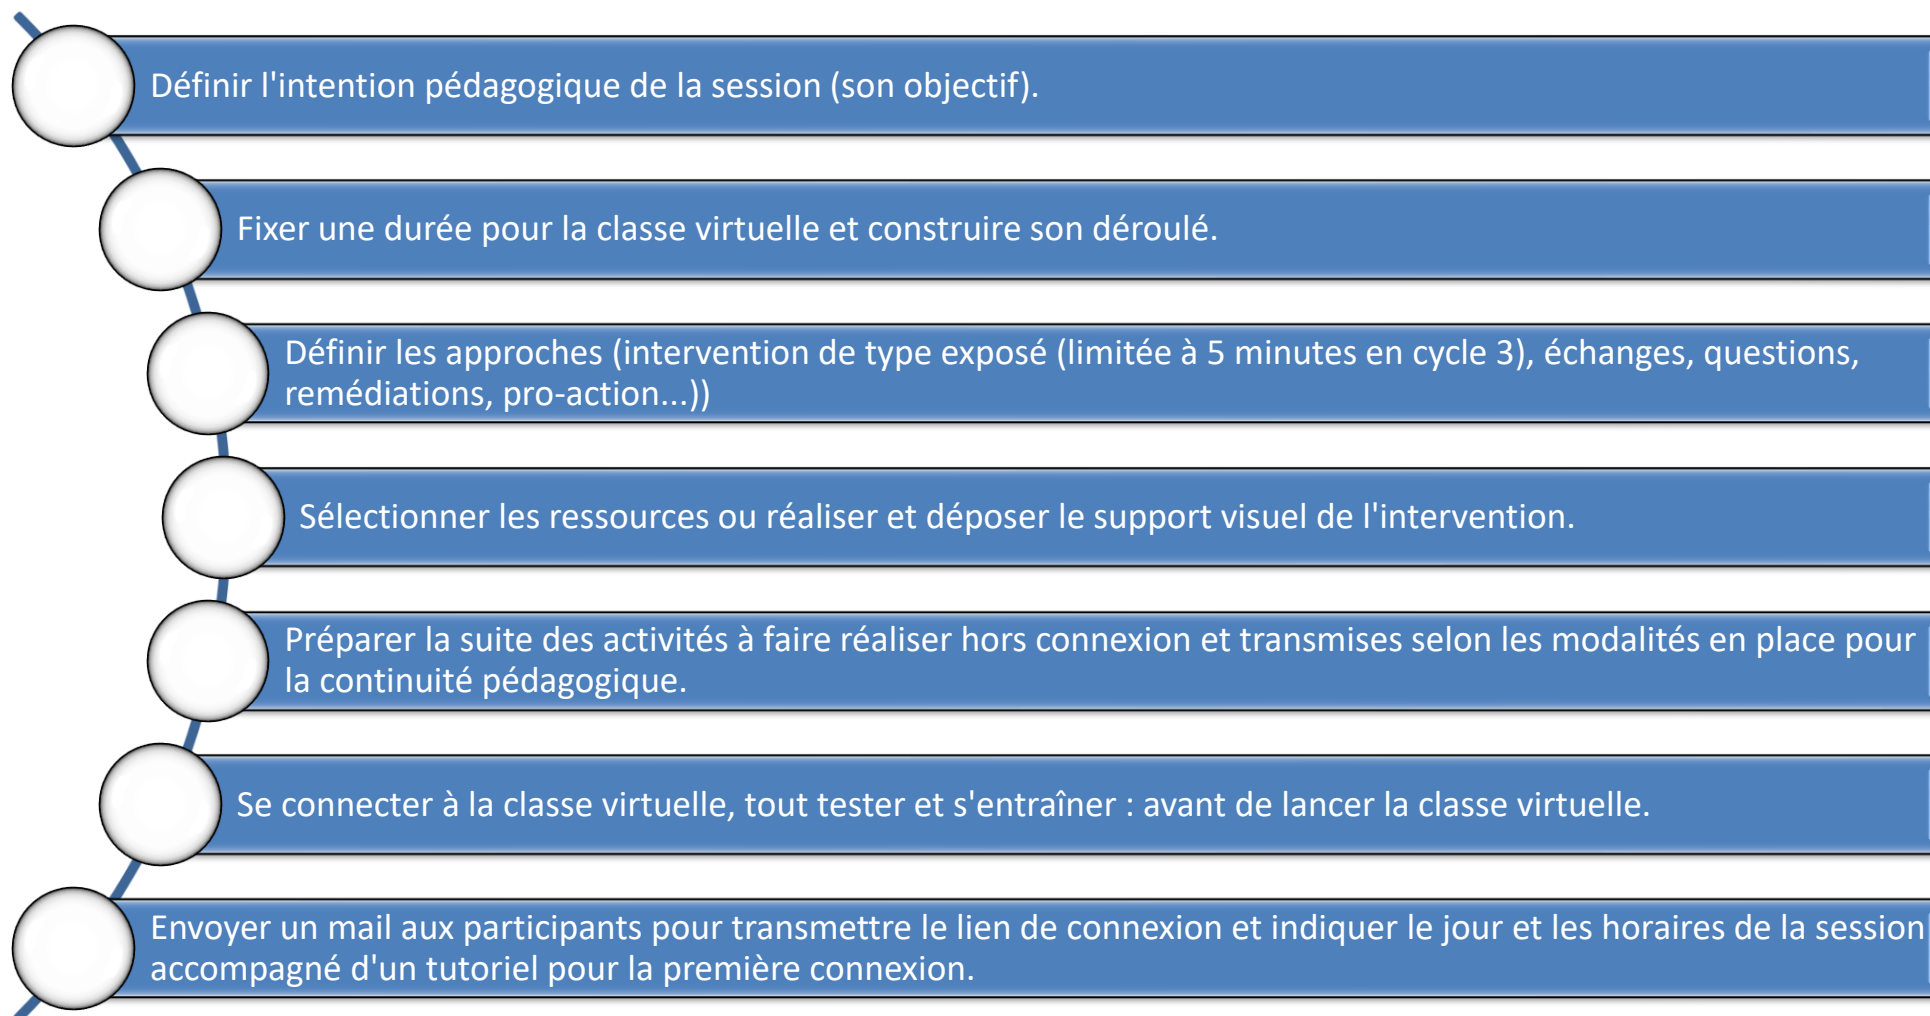 Définir l'intention pédagogique de la session (son objectif).
Fixer une durée pour la classe virtuelle et construire son déroulé.
Définir les approches (intervention de type exposé (limitée à 5 minutes en cycle 3), échanges, questions,
remédiations, pro-action...))
Sélectionner les ressources ou réaliser et déposer le support visuel de l'intervention.
Préparer la suite des activités à faire réaliser hors connexion et transmises selon les modalités en place pour
la continuité pédagogique.
Se connecter à la classe virtuelle, tout tester et s'entraîner : avant de lancer la classe virtuelle.
Envoyer un mail aux participants pour transmettre le lien de connexion et indiquer le jour et les horaires de la session
accompagné d'un tutoriel pour la première connexion.